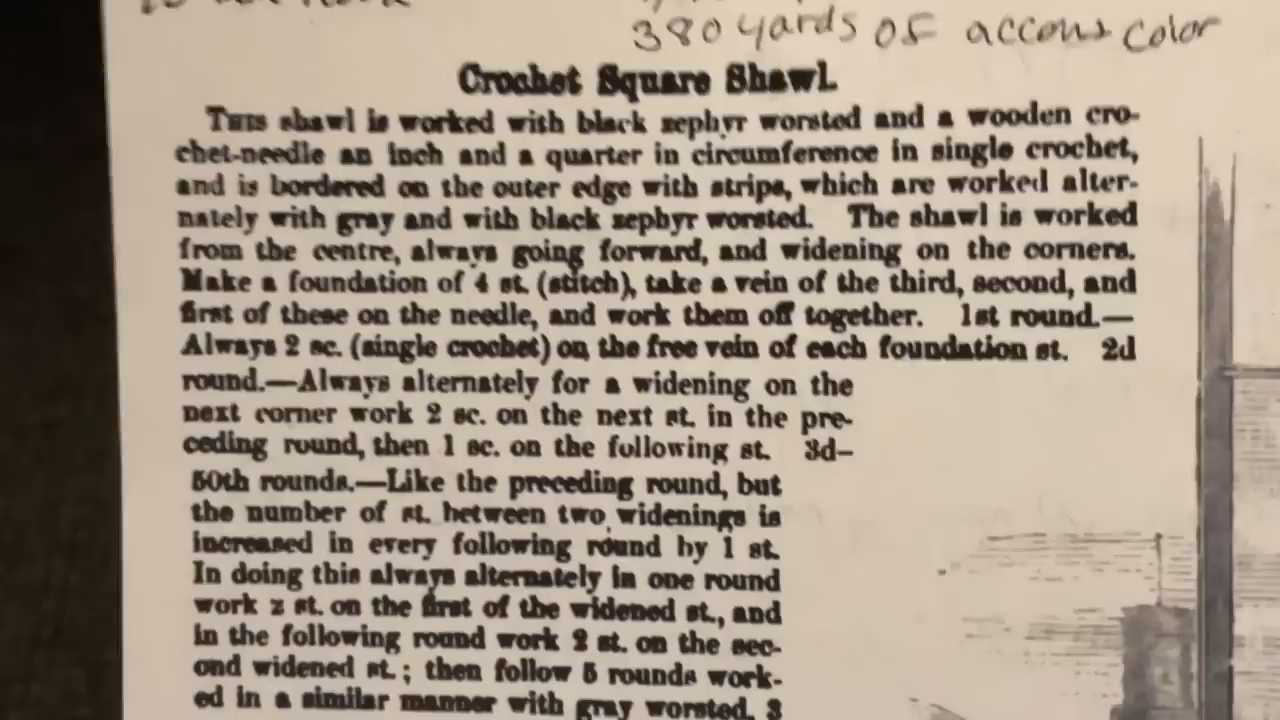 380 yards of accent color
Crochet Square Shawl.
THIS shawl is worked with black zephyr worsted and a wooden cro-
chet-needle an inch and a quarter in circumference in single crochet,
and is bordered on the outer edge with strips, which are worked alter-
nately with gray and with black zephyr worsted. The shawl is worked
from the centre, always going forward, and widening on the corners.
Make a foundation of 4 st. (stitch), take a vein of the third, second, and
first of these on the needle, and work them off together. 1st round.—
Always 2 sc. (single crochet) on the free vein of each foundation st. 2d
round.—Always alternately for a widening on the
next corner work 2 sc. on the next st. in the pre-
ceding round, then 1 sc. on the following st. 3d–
50th rounds.—Like the preceding round, but
the number of st. between two widenings is
increased in every following round by 1 st.
In doing this always alternately in one round
work 2 st. on the first of the widened st., and
in the following round work 2 st. on the sec-
ond widened st.; then follow 5 rounds work-
ed in a similar manner with gray worsted, 3